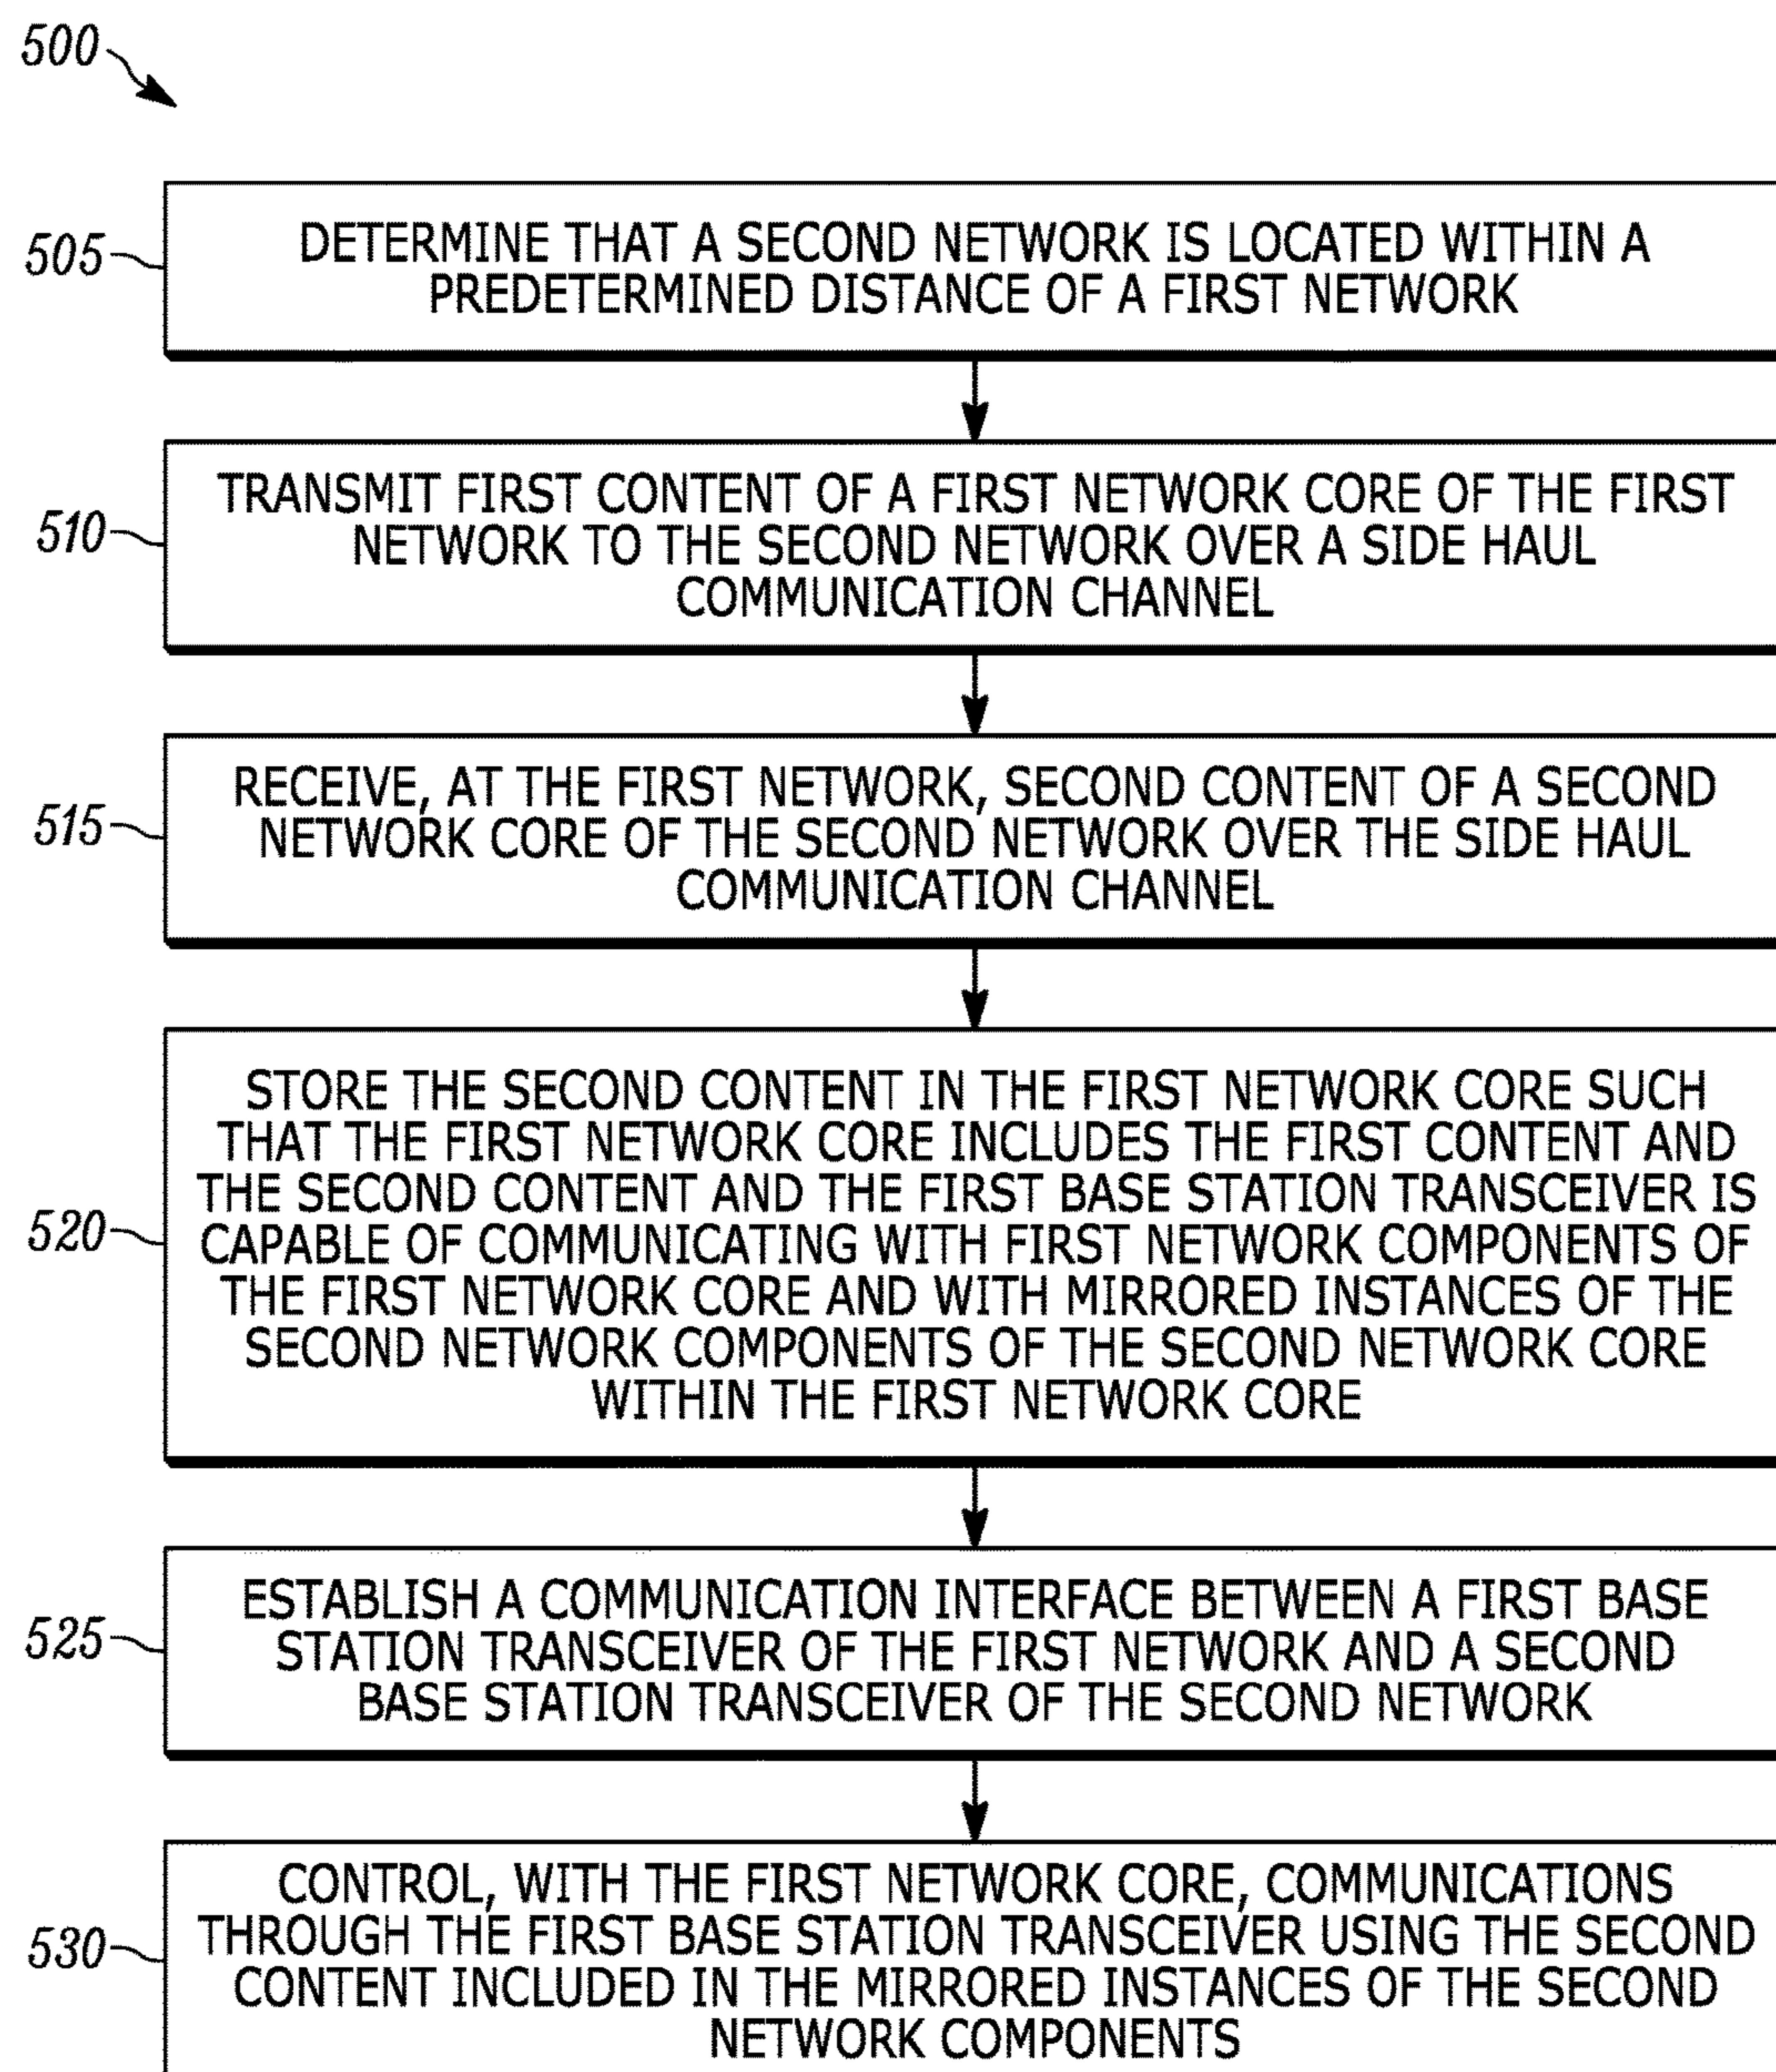 500
505
DETERMINE THAT A SECOND NETWORK IS LOCATED WITHIN A
PREDETERMINED DISTANCE OF A FIRST NETWORK
510
TRANSMIT FIRST CONTENT OF A FIRST NETWORK CORE OF THE FIRST
NETWORK TO THE SECOND NETWORK OVER A SIDE HAUL
COMMUNICATION CHANNEL
515
RECEIVE, AT THE FIRST NETWORK, SECOND CONTENT OF A SECOND
NETWORK CORE OF THE SECOND NETWORK OVER THE SIDE HAUL
COMMUNICATION CHANNEL
520
STORE THE SECOND CONTENT IN THE FIRST NETWORK CORE SUCH
THAT THE FIRST NETWORK CORE INCLUDES THE FIRST CONTENT AND
THE SECOND CONTENT AND THE FIRST BASE STATION TRANSCEIVER IS
CAPABLE OF COMMUNICATING WITH FIRST NETWORK COMPONENTS OF
THE FIRST NETWORK CORE AND WITH MIRRORED INSTANCES OF THE
SECOND NETWORK COMPONENTS OF THE SECOND NETWORK CORE
WITHIN THE FIRST NETWORK CORE
525
ESTABLISH A COMMUNICATION INTERFACE BETWEEN A FIRST BASE
STATION TRANSCEIVER OF THE FIRST NETWORK AND A SECOND
BASE STATION TRANSCEIVER OF THE SECOND NETWORK
530
CONTROL, WITH THE FIRST NETWORK CORE, COMMUNICATIONS
THROUGH THE FIRST BASE STATION TRANSCEIVER USING THE SECOND
CONTENT INCLUDED IN THE MIRRORED INSTANCES OF THE SECOND
NETWORK COMPONENTS